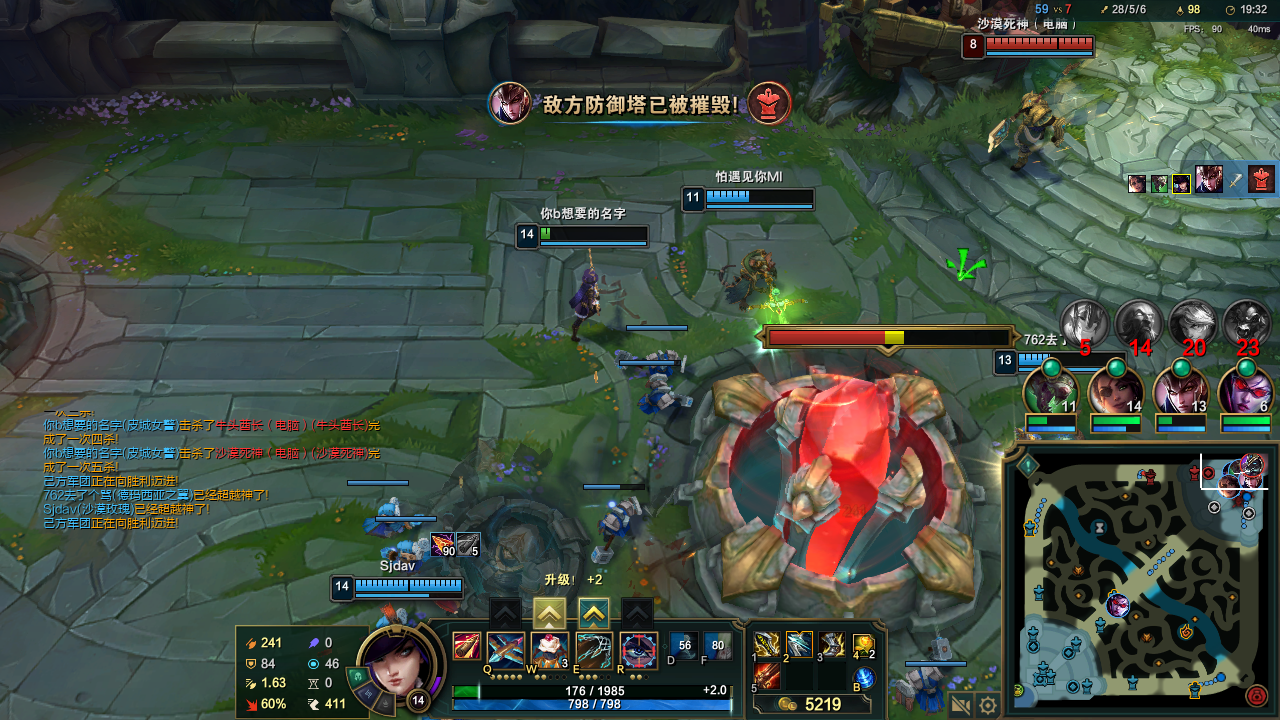 59 vs 7
28/5/6
98
19:32
FPS: 90
40ms
沙漠死神（电脑）
8
敌方防御塔已被摧毁!
怕遇见你MI
11
你b想要的名字
14
762去了
13
5
14
20
23
11
14
13
6
你b想要的名字(皮城女警)击杀了牛头酋长（电脑）(牛头酋长)完
成了一次四杀!
你b想要的名字(皮城女警)击杀了沙漠死神（电脑）(沙漠死神)完
成了一次五杀!
己方军团正在向胜利迈进!
762去了个骂(德玛西亚之翼)已经超越神了!
Sjdav(沙漠玫瑰)已经超越神了!
己方军团正在向胜利迈进!
90
5
Sjdav
14
升级! +2
241
0
84
46
1.63
0
60%
411
14
Q
W
3
E
R
56
D
80
F
176 / 1985
+2.0
798 / 798
1
2
3
4
2
5
B
5219